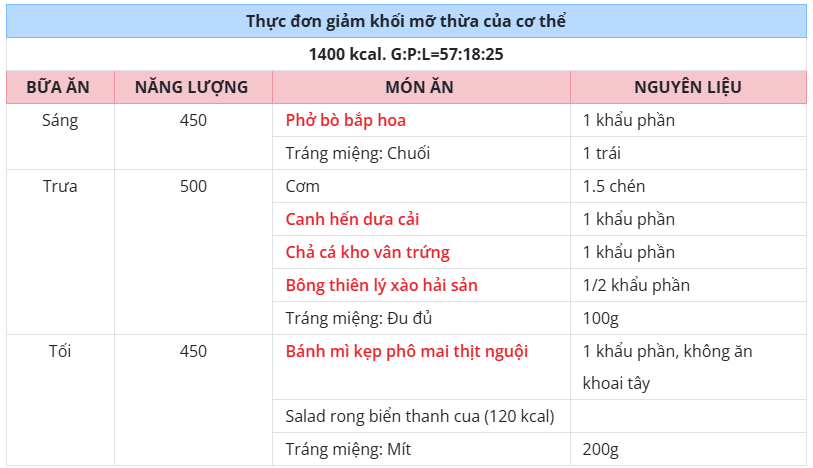 Thực đơn giảm khối mỡ thừa của cơ thể
1400 kcal. G:P:L=57:18:25
BỮA ĂN NĂNG LƯỢNG MÓN ĂN NGUYÊN LIỆU
Sáng 450 Phở bò bắp hoa 1 khẩu phần
Tráng miệng: Chuối 1 trái
Trưa 500 Cơm 1.5 chén
Canh hến dưa cải 1 khẩu phần
Chả cá kho vân trứng 1 khẩu phần
Bông thiên lý xào hải sản 1/2 khẩu phần
Tráng miệng: Đu đủ 100g
Tối 450 Bánh mì kẹp phô mai thịt nguội 1 khẩu phần, không ăn
khoai tây
Salad rong biển thanh cua (120 kcal)
Tráng miệng: Mít 200g